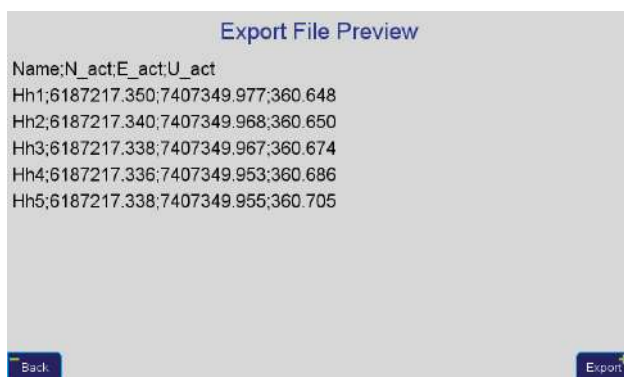 Export File Preview
Name;N_act;E_act;U_act
Hh1;6187217.350;7407349.977;360.648
Hh2;6187217.340;7407349.968;360.650
Hh3;6187217.338;7407349.967;360.674
Hh4;6187217.336;7407349.953;360.686
Hh5;6187217.338;7407349.955;360.705
Back
Export